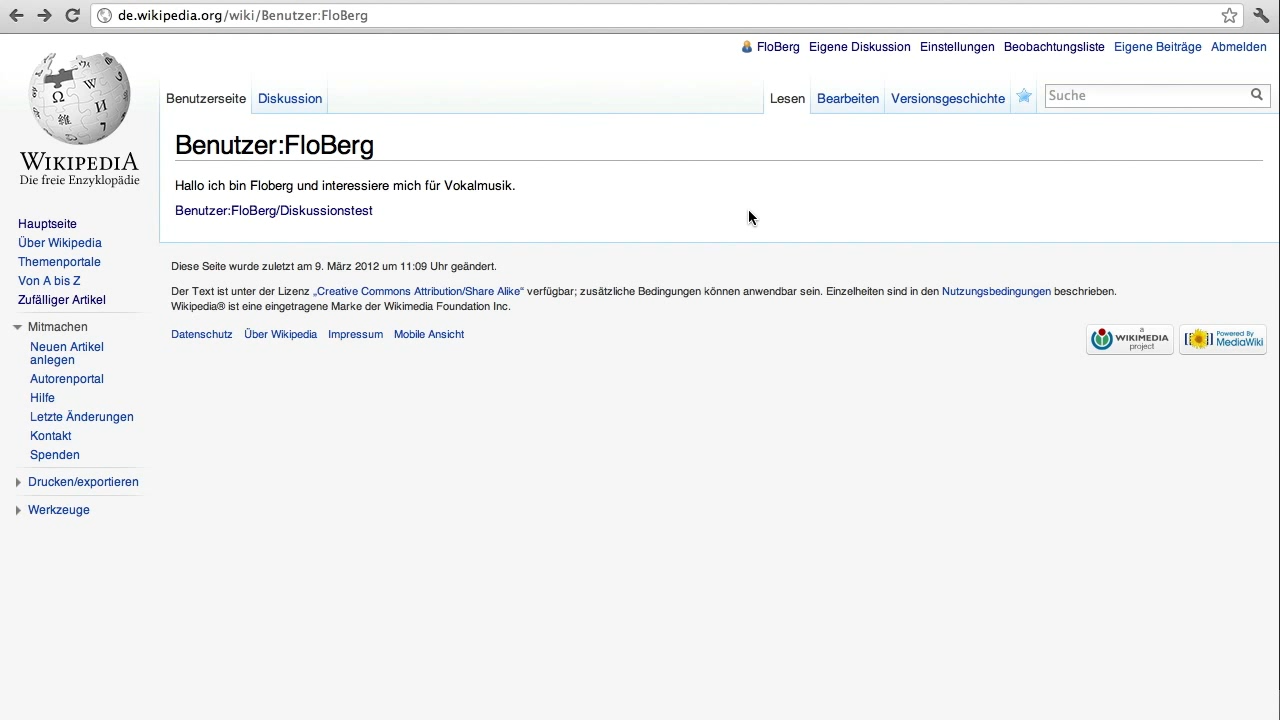 de.wikipedia.org/wiki/Benutzer:FloBerg
FloBerg Eigene Diskussion Einstellungen Beobachtungsliste Eigene Beiträge Abmelden
Benutzerseite Diskussion Lesen Bearbeiten Versionsgeschichte Suche
Ω W И 維 7
WIKIPEDIA
Die freie Enzyklopädie
Benutzer:FloBerg
Hallo ich bin Floberg und interessiere mich für Vokalmusik.
Benutzer:FloBerg/Diskussionstest
Hauptseite
Über Wikipedia
Themenportale
Von A bis Z
Zufälliger Artikel
Mitmachen
Neuen Artikel
anlegen
Autorenportal
Hilfe
Letzte Änderungen
Kontakt
Spenden
Drucken/exportieren
Werkzeuge
Diese Seite wurde zuletzt am 9. März 2012 um 11:09 Uhr geändert.
Der Text ist unter der Lizenz „Creative Commons Attribution/Share Alike“ verfügbar; zusätzliche Bedingungen können anwendbar sein. Einzelheiten sind in den Nutzungsbedingungen beschrieben.
Wikipedia® ist eine eingetragene Marke der Wikimedia Foundation Inc.
Datenschutz Über Wikipedia Impressum Mobile Ansicht
a
WIKIMEDIA
project
Powered By
MediaWiki